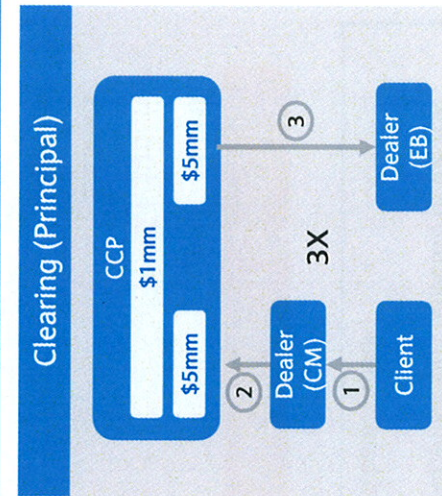 Clearing (Principal)
CCP
$1mm
$5mm
$5mm
2
3
Dealer
(CM)
3X
1
Client
Dealer
(EB)